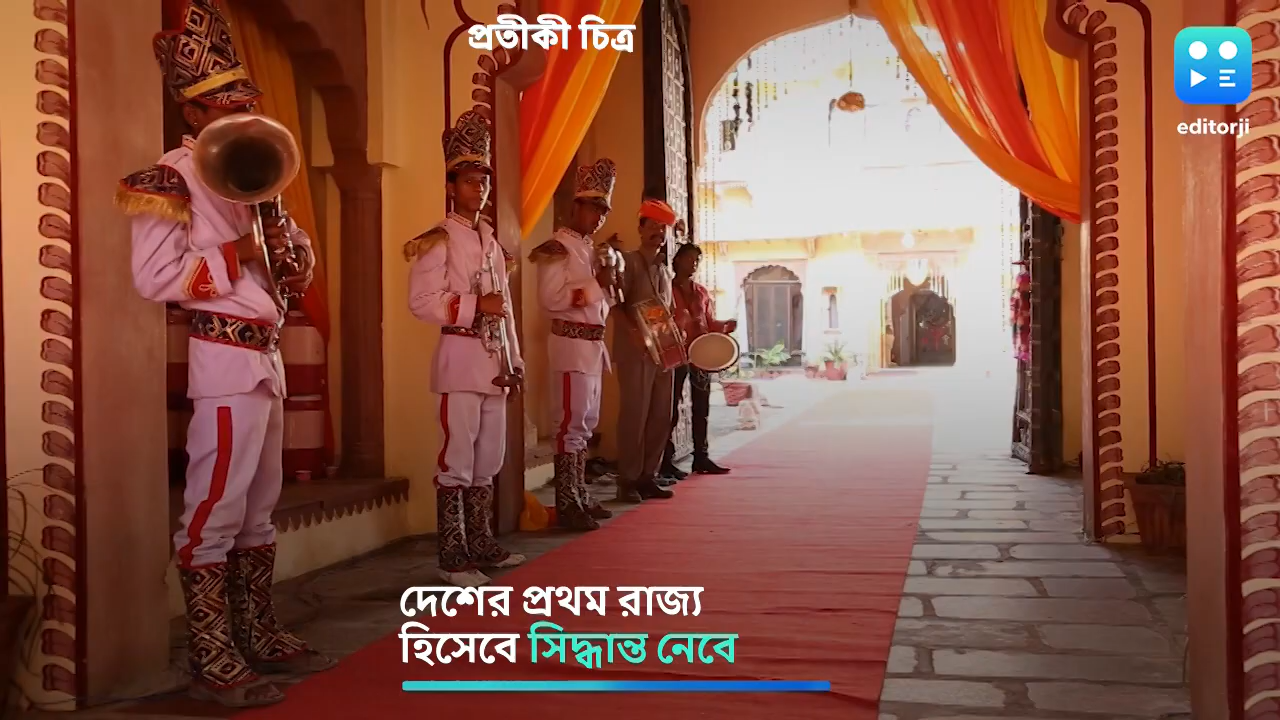 প্রতীকী চিত্র
editorji
দেশের প্রথম রাজ্য
হিসেবে সিদ্ধান্ত নেবে